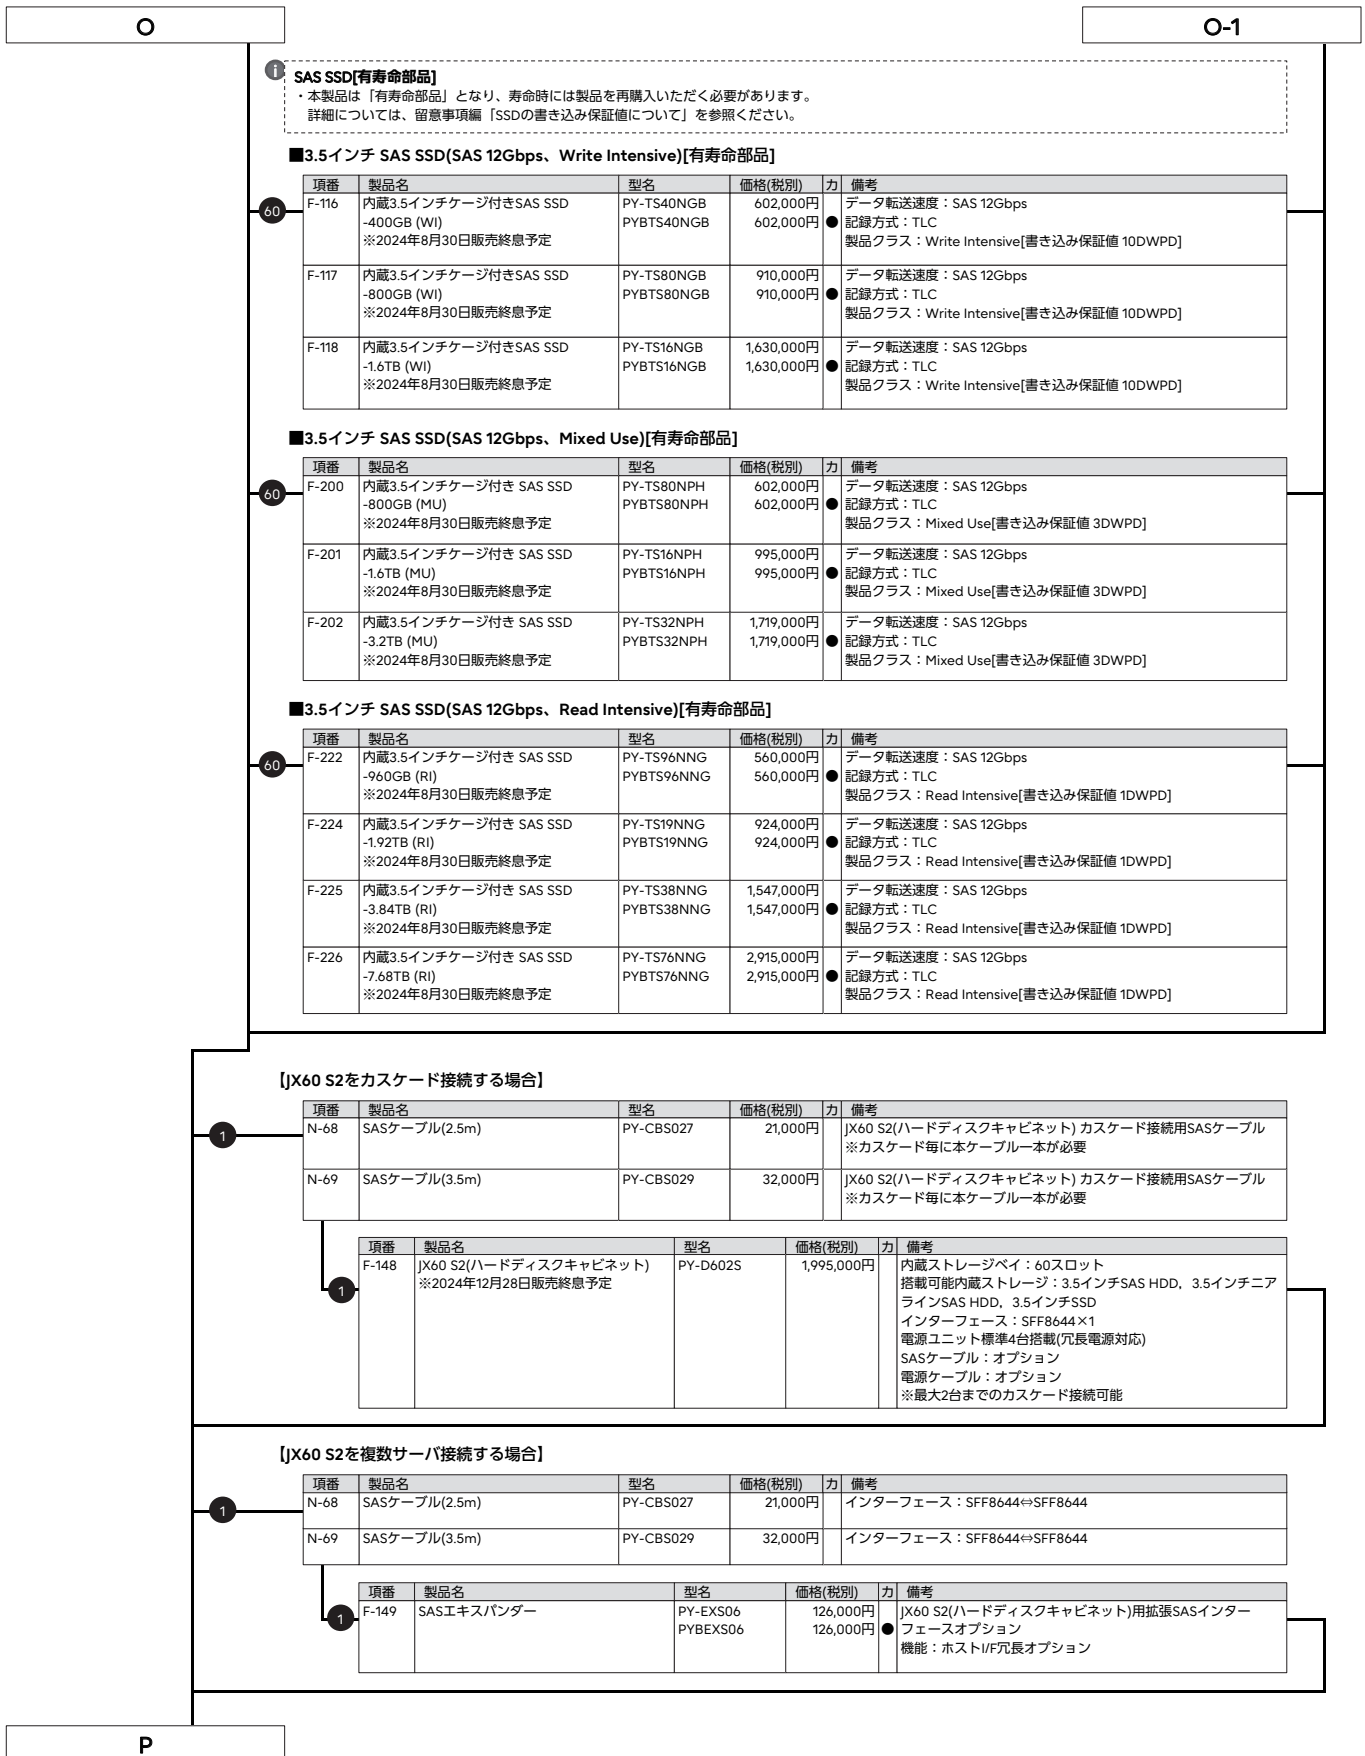 O
O-1
i
SAS SSD[有寿命部品]
・本製品は「有寿命部品」となり、寿命時には製品を再購入いただく必要があります。
詳細については、留意事項編「SSDの書き込み保証値について」を参照ください。
■3.5インチ SAS SSD(SAS 12Gbps、Write Intensive)[有寿命部品]
項番 製品名 型名 価格(税別) カ 備考
60
F-116 内蔵3.5インチケージ付きSAS SSD PY-TS40NGB 602,000円 データ転送速度：SAS 12Gbps
-400GB (WI) PYBTS40NGB 602,000円 ● 記録方式：TLC
※2024年8月30日販売終息予定 製品クラス：Write Intensive[書き込み保証値 10DWPD]
F-117 内蔵3.5インチケージ付きSAS SSD PY-TS80NGB 910,000円 データ転送速度：SAS 12Gbps
-800GB (WI) PYBTS80NGB 910,000円 ● 記録方式：TLC
※2024年8月30日販売終息予定 製品クラス：Write Intensive[書き込み保証値 10DWPD]
F-118 内蔵3.5インチケージ付きSAS SSD PY-TS16NGB 1,630,000円 データ転送速度：SAS 12Gbps
-1.6TB (WI) PYBTS16NGB 1,630,000円 ● 記録方式：TLC
※2024年8月30日販売終息予定 製品クラス：Write Intensive[書き込み保証値 10DWPD]
■3.5インチ SAS SSD(SAS 12Gbps、Mixed Use)[有寿命部品]
項番 製品名 型名 価格(税別) カ 備考
60
F-200 内蔵3.5インチケージ付き SAS SSD PY-TS80NPH 602,000円 データ転送速度：SAS 12Gbps
-800GB (MU) PYBTS80NPH 602,000円 ● 記録方式：TLC
※2024年8月30日販売終息予定 製品クラス：Mixed Use[書き込み保証値 3DWPD]
F-201 内蔵3.5インチケージ付き SAS SSD PY-TS16NPH 995,000円 データ転送速度：SAS 12Gbps
-1.6TB (MU) PYBTS16NPH 995,000円 ● 記録方式：TLC
※2024年8月30日販売終息予定 製品クラス：Mixed Use[書き込み保証値 3DWPD]
F-202 内蔵3.5インチケージ付き SAS SSD PY-TS32NPH 1,719,000円 データ転送速度：SAS 12Gbps
-3.2TB (MU) PYBTS32NPH 1,719,000円 ● 記録方式：TLC
※2024年8月30日販売終息予定 製品クラス：Mixed Use[書き込み保証値 3DWPD]
■3.5インチ SAS SSD(SAS 12Gbps、Read Intensive)[有寿命部品]
項番 製品名 型名 価格(税別) カ 備考
60
F-222 内蔵3.5インチケージ付き SAS SSD PY-TS96NNG 560,000円 データ転送速度：SAS 12Gbps
-960GB (RI) PYBTS96NNG 560,000円 ● 記録方式：TLC
※2024年8月30日販売終息予定 製品クラス：Read Intensive[書き込み保証値 1DWPD]
F-224 内蔵3.5インチケージ付き SAS SSD PY-TS19NNG 924,000円 データ転送速度：SAS 12Gbps
-1.92TB (RI) PYBTS19NNG 924,000円 ● 記録方式：TLC
※2024年8月30日販売終息予定 製品クラス：Read Intensive[書き込み保証値 1DWPD]
F-225 内蔵3.5インチケージ付き SAS SSD PY-TS38NNG 1,547,000円 データ転送速度：SAS 12Gbps
-3.84TB (RI) PYBTS38NNG 1,547,000円 ● 記録方式：TLC
※2024年8月30日販売終息予定 製品クラス：Read Intensive[書き込み保証値 1DWPD]
F-226 内蔵3.5インチケージ付き SAS SSD PY-TS76NNG 2,915,000円 データ転送速度：SAS 12Gbps
-7.68TB (RI) PYBTS76NNG 2,915,000円 ● 記録方式：TLC
※2024年8月30日販売終息予定 製品クラス：Read Intensive[書き込み保証値 1DWPD]
【JX60 S2をカスケード接続する場合】
項番 製品名 型名 価格(税別) カ 備考
1
N-68 SASケーブル(2.5m) PY-CBS027 21,000円 JX60 S2(ハードディスクキャビネット) カスケード接続用SASケーブル
※カスケード毎に本ケーブル一本が必要
N-69 SASケーブル(3.5m) PY-CBS029 32,000円 JX60 S2(ハードディスクキャビネット) カスケード接続用SASケーブル
※カスケード毎に本ケーブル一本が必要
項番 製品名 型名 価格(税別) カ 備考
1
F-148 JX60 S2(ハードディスクキャビネット) PY-D602S 1,995,000円 内蔵ストレージベイ：60スロット
※2024年12月28日販売終息予定 搭載可能内蔵ストレージ：3.5インチSAS HDD，3.5インチニア
ラインSAS HDD，3.5インチSSD
インターフェース：SFF8644×1
電源ユニット標準4台搭載(冗長電源対応)
SASケーブル：オプション
電源ケーブル：オプション
※最大2台までのカスケード接続可能
【JX60 S2を複数サーバ接続する場合】
項番 製品名 型名 価格(税別) カ 備考
1
N-68 SASケーブル(2.5m) PY-CBS027 21,000円 インターフェース：SFF8644⇔SFF8644
N-69 SASケーブル(3.5m) PY-CBS029 32,000円 インターフェース：SFF8644⇔SFF8644
項番 製品名 型名 価格(税別) カ 備考
1
F-149 SASエキスパンダー PY-EXS06 126,000円 JX60 S2(ハードディスクキャビネット)用拡張SASインター
PYBEXS06 126,000円 ● フェースオプション
機能：ホストI/F冗長オプション
P